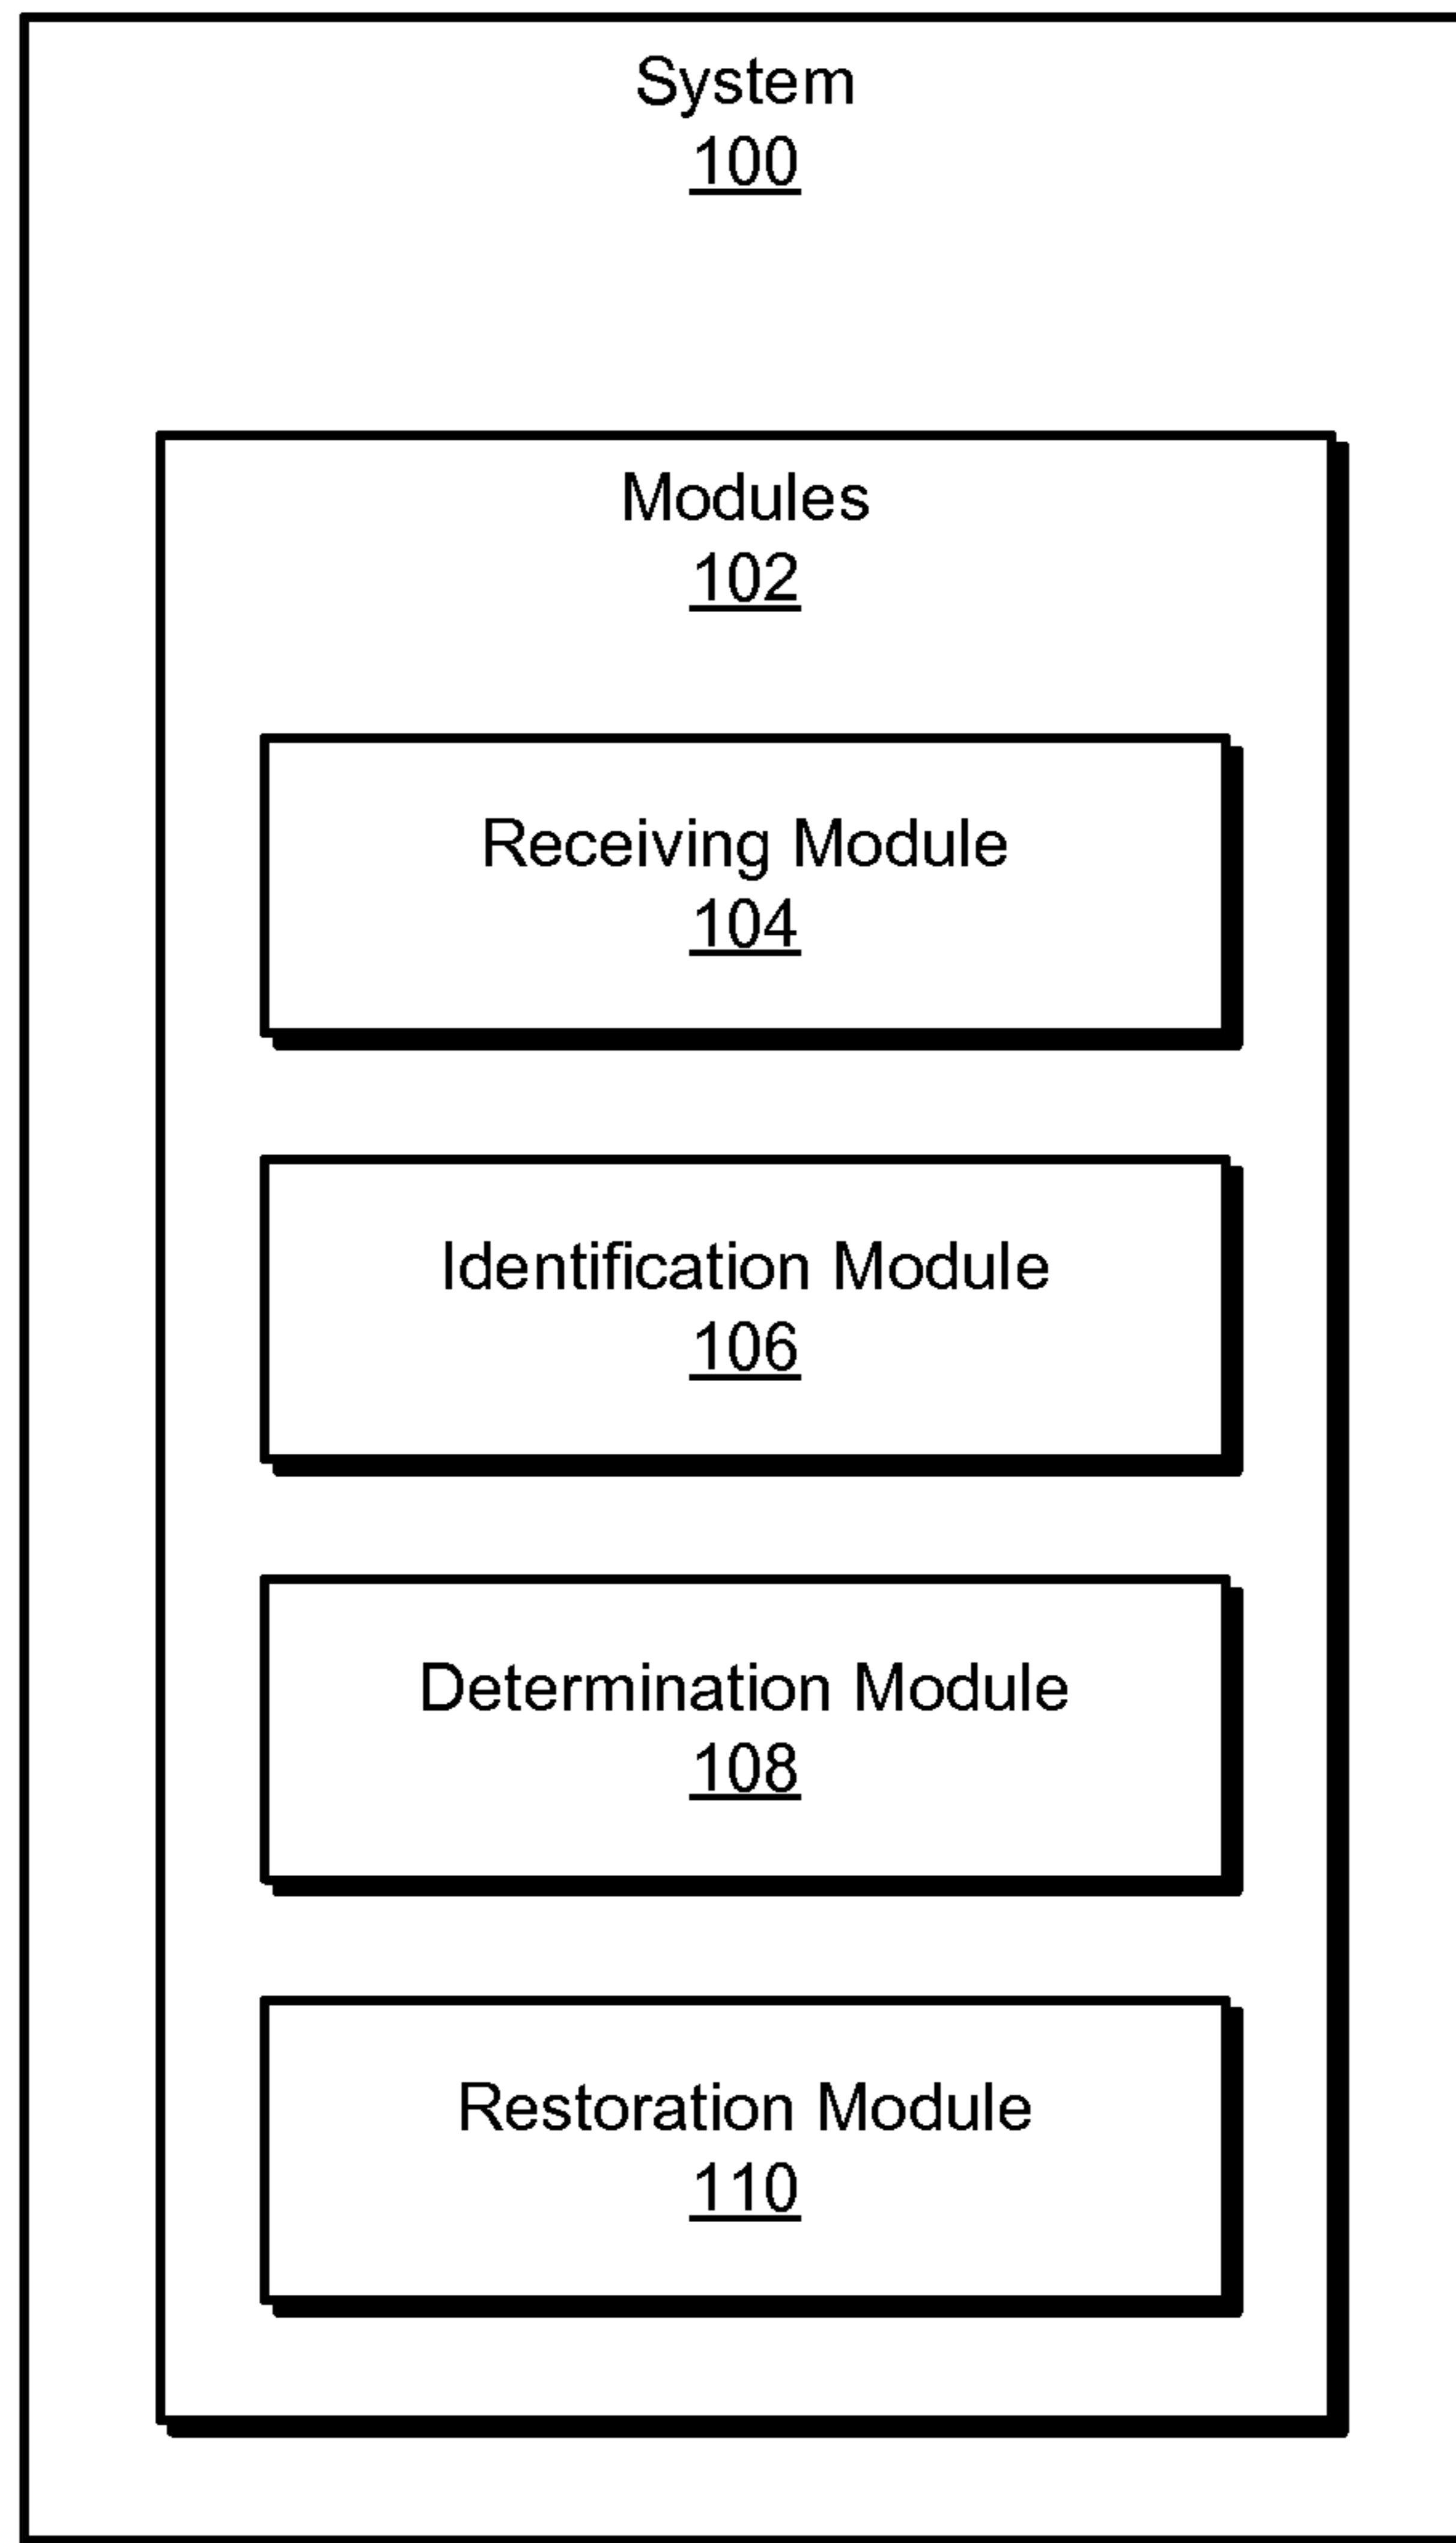 System
100
Modules
102
Receiving Module
104
Identification Module
106
Determination Module
108
Restoration Module
110